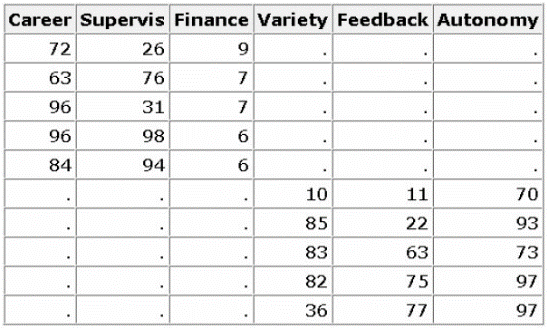 Career Supervis Finance Variety Feedback Autonomy
72 26 9 . . .
63 76 7 . . .
96 31 7 . . .
96 98 6 . . .
84 94 6 . . .
. . . 10 11 70
. . . 85 22 93
. . . 83 63 73
. . . 82 75 97
. . . 36 77 97